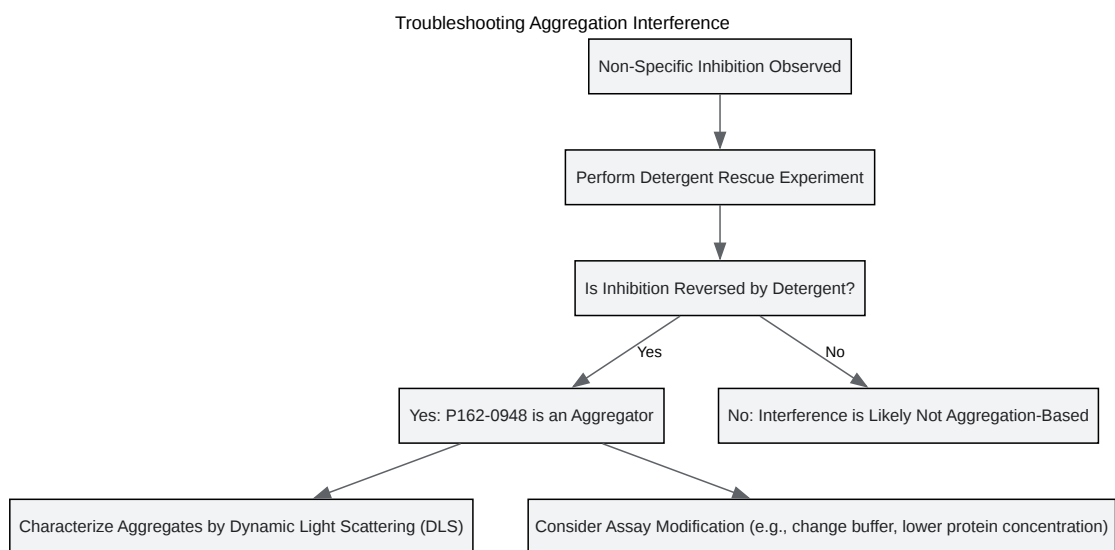 Troubleshooting Aggregation Interference
Non-Specific Inhibition Observed
Perform Detergent Rescue Experiment
Is Inhibition Reversed by Detergent?
Yes
No
Yes: P162-0948 is an Aggregator
No: Interference is Likely Not Aggregation-Based
Characterize Aggregates by Dynamic Light Scattering (DLS)
Consider Assay Modification (e.g., change buffer, lower protein concentration)